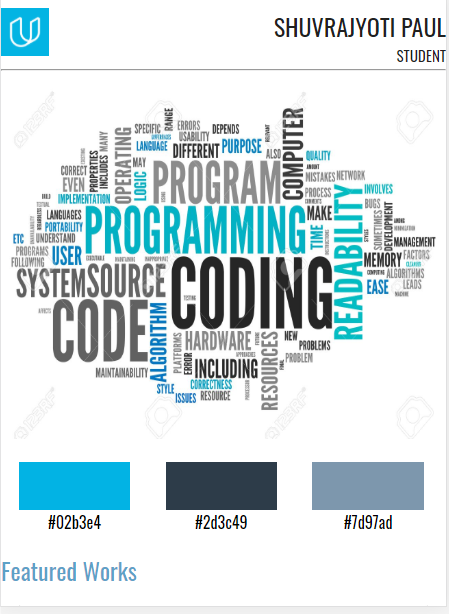 SHUVRAJYOTI PAUL
STUDENT
SPECIFIC
ERRORS
RANGE
USABILITY
DEPENDS
MANY
OPERATING
LANGUAGE
DIFFERENT
PURPOSE
ALSO
COMPUTER
QUALITY
CORRECT
PROPERTIES
INCLUDES
MAY
LOGIC
PROGRAM
MISTAKES
NETWORK
EVEN
IMPLEMENTATION
PROCESS
INVOLVES
LANGUAGES
PORTABILITY
PROGRAMMING
MAKE
BUGS
SOMETIMES
DEVELOPMENT
ETC
UNDERSTAND
TIME
READABILITY
MANAGEMENT
PROGRAMS
USER
MEMORY
FACTORS
FOLLOWING
SYSTEM
SOURCE
CODING
ALGORITHMS
EASE
LEADS
CODE
ALGORITHM
PLATFORMS
HARDWARE
NEW
PROBLEMS
ERROR
INCLUDING
RESOURCES
PROBLEM
MAINTAINABILITY
STYLE
ISSUES
CORRECTNESS
RESOURCE
#02b3e4
#2d3c49
#7d97ad
Featured Works